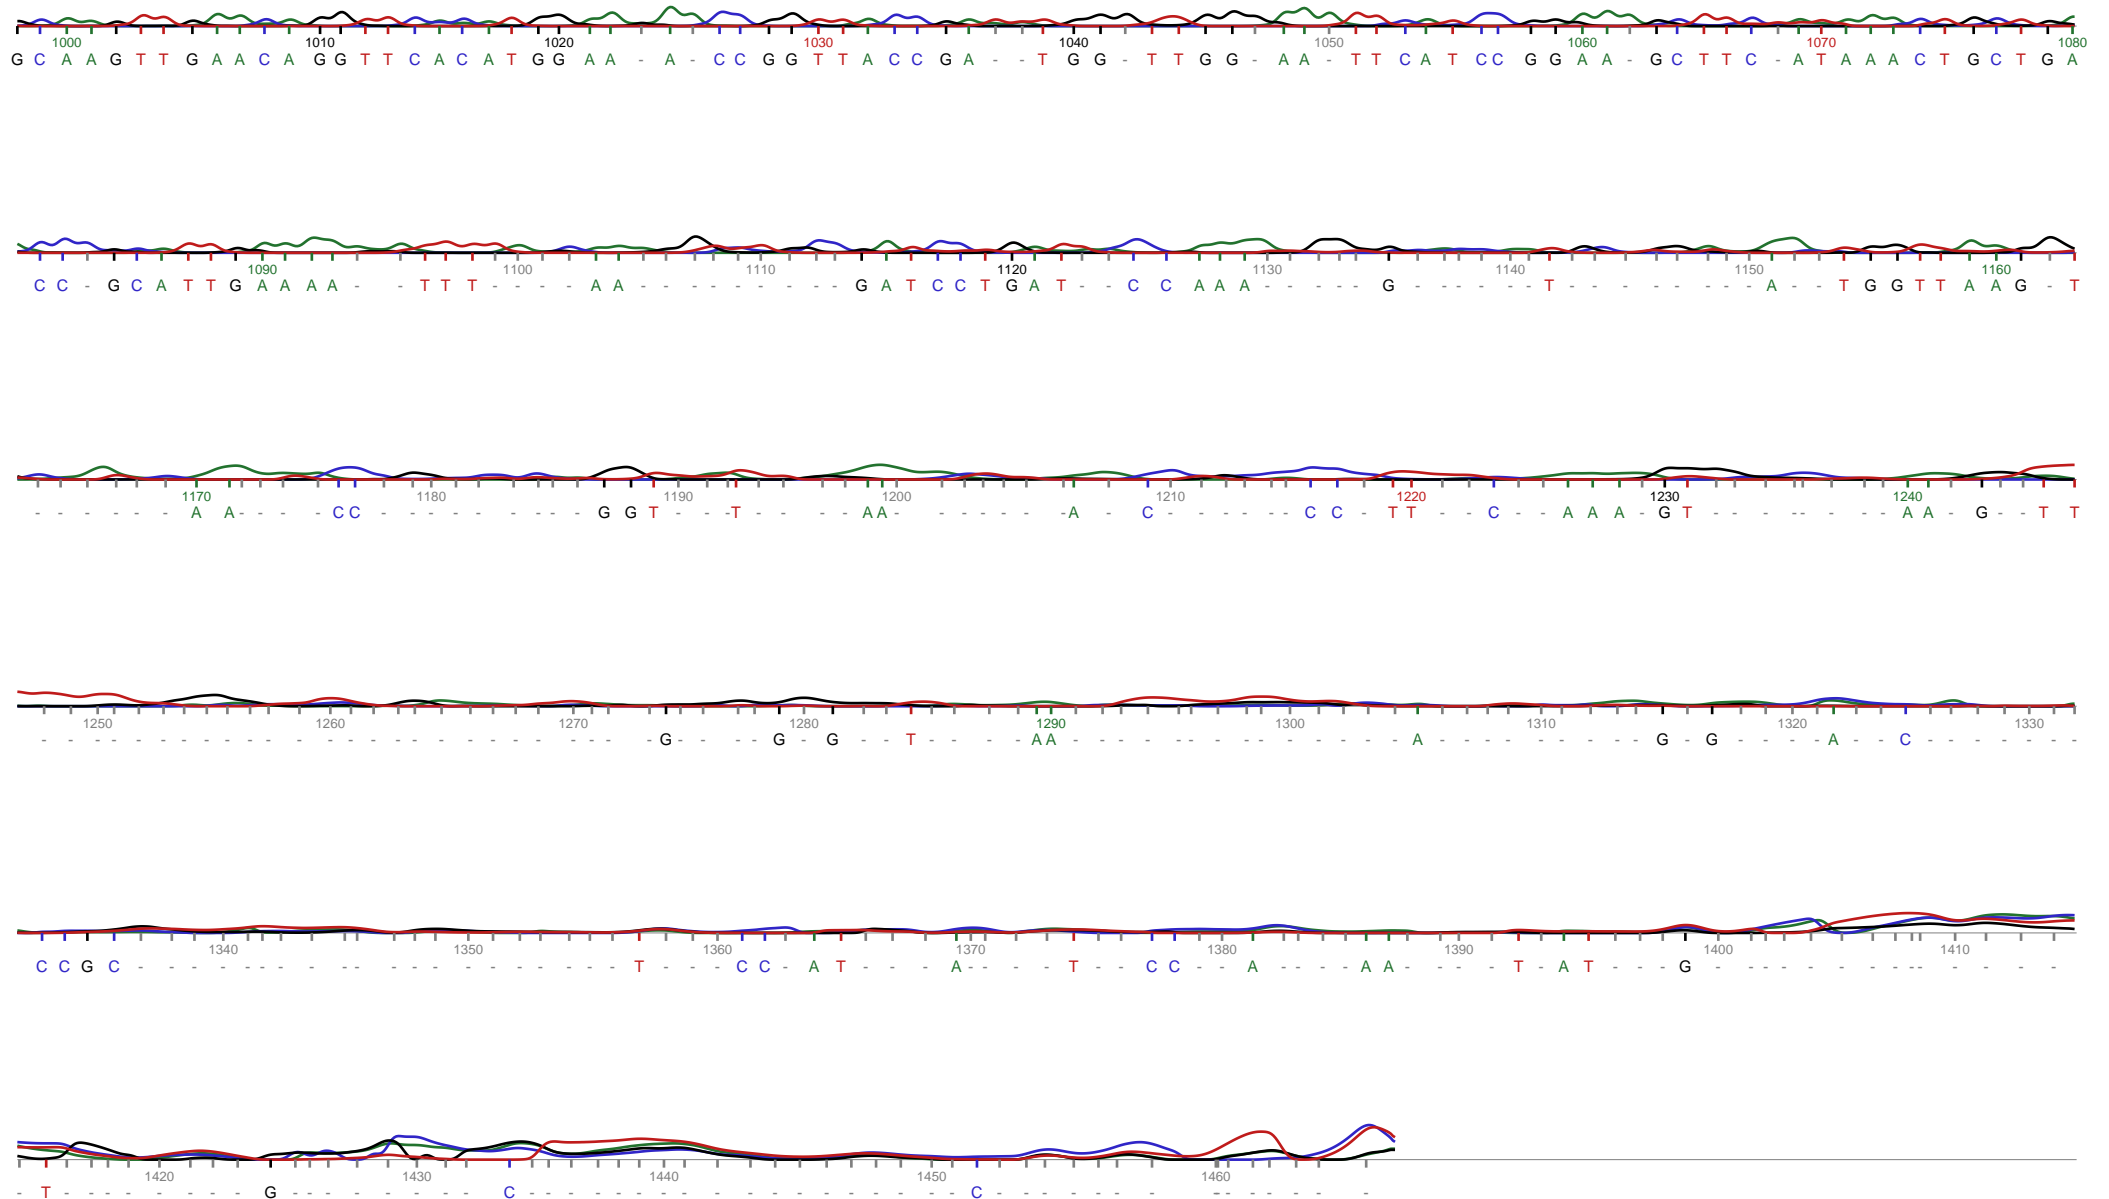 1000 1010 1020 1030 1040 1050 1060 1070 1080
G C A A G T T G A A C A G G T T C A C A T G G A A - A - C C G G T T A C C G A - - T G G - T T G G - A A - T T C A T C C G G A A - G C T T C - A T A A A C T G C T G A
1090 1100 1110 1120 1130 1140 1150 1160
C C - G C A T T G A A A A - - T T T - - - - A A - - - - - - - - - G A T C C T G A T - - C C A A A - - - - - G - - - - - - T - - - - - - - - A - - T G G T T A A G - T
1170 1180 1190 1200 1210 1220 1230 1240
- - - - - - A A - - - - C C - - - - - - - - - G G T - - T - - - - A A - - - - - - - A - C - - - - - - C C - T T - - C - - A A A - G T - - - - - - - - A A - G - - T T
1250 1260 1270 1280 1290 1300 1310 1320 1330
- - - - - - - - - - - - - - - - - - - - - - - - - G - - - G - G - - T - - - - A A - - - - - - - - - - - - - - A - - - - - - - - - G - G - - - - A - - C - - - - - - -
1340 1350 1360 1370 1380 1390 1400 1410
C C G C - - - - - - - - - - - - - - - - - - - - T - - - C C - A T - - - - A - - - - T - - C C - - A - - - - A A - - - - T - A T - - - G - - - - - - - - - - - - - - -
1420 1430 1440 1450 1460
- T - - - - - - - - - G - - - - - - - - C - - - - - - - - - - - - - - - - - - C - - - - - - - - - - - - -